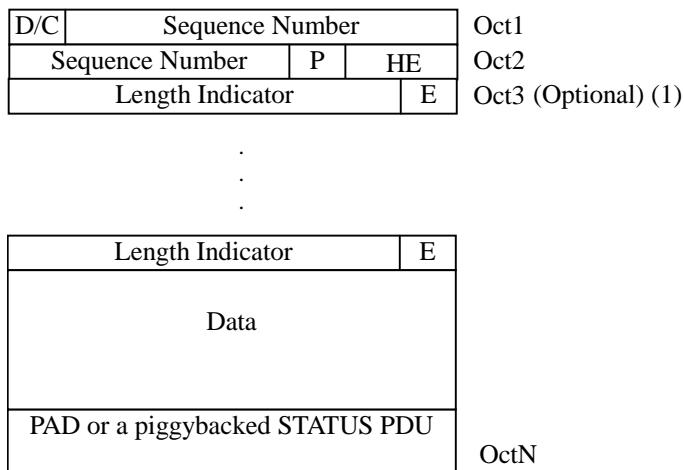 D/C Sequence Number Oct1
Sequence Number P HE Oct2
Length Indicator E Oct3 (Optional) (1)
.
.
.
Length Indicator E
Data
PAD or a piggybacked STATUS PDU
OctN